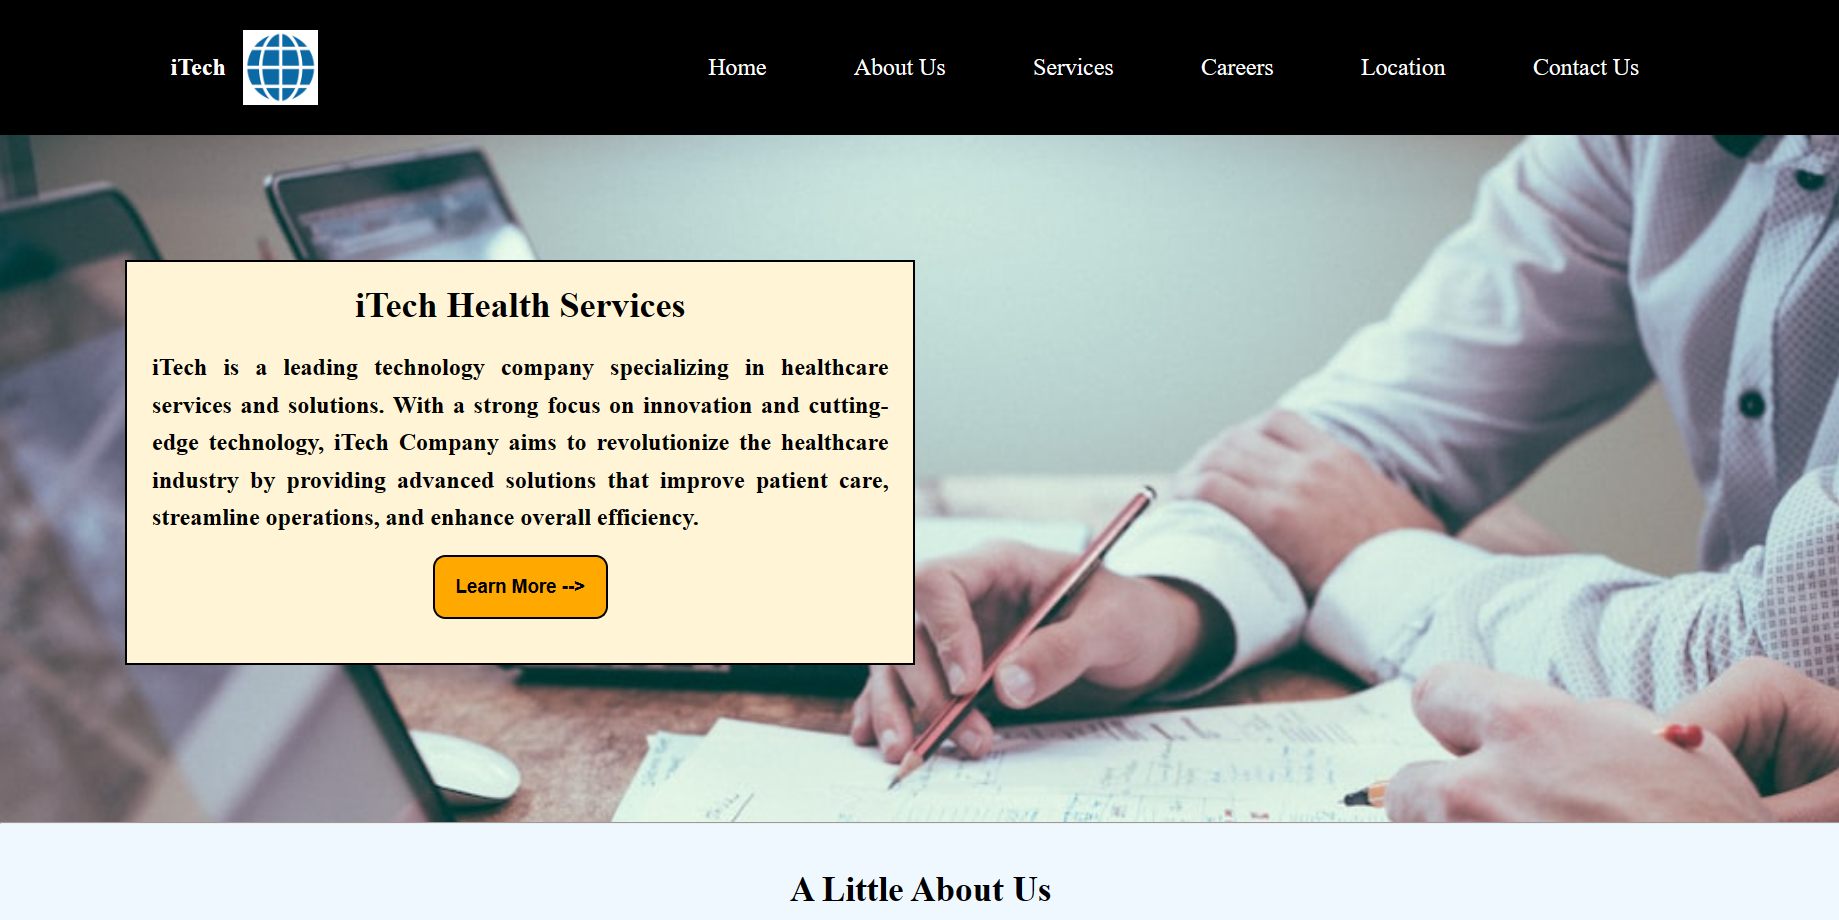 iTech
Home
About Us
Services
Careers
Location
Contact Us
iTech Health Services
iTech is a leading technology company specializing in healthcare
services and solutions. With a strong focus on innovation and cutting-
edge technology, iTech Company aims to revolutionize the healthcare
industry by providing advanced solutions that improve patient care,
streamline operations, and enhance overall efficiency.
Learn More -->
A Little About Us